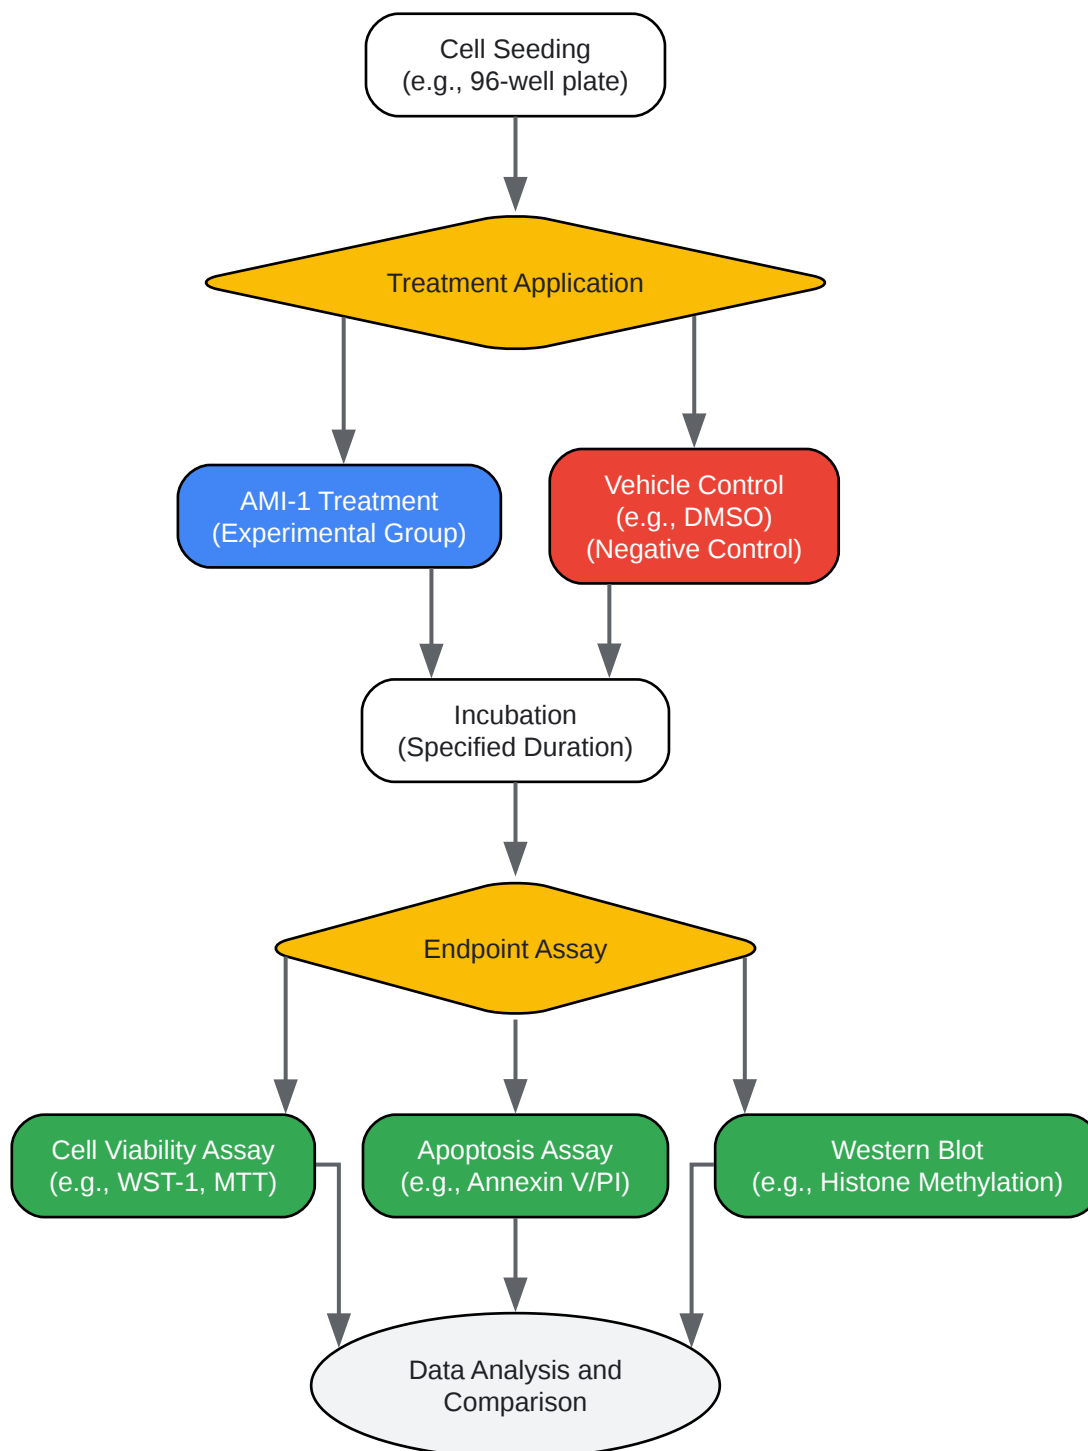 Cell Seeding
(e.g., 96-well plate)
Treatment Application
AMI-1 Treatment
(Experimental Group)
Vehicle Control
(e.g., DMSO)
(Negative Control)
Incubation
(Specified Duration)
Endpoint Assay
Cell Viability Assay
(e.g., WST-1, MTT)
Apoptosis Assay
(e.g., Annexin V/PI)
Western Blot
(e.g., Histone Methylation)
Data Analysis and
Comparison